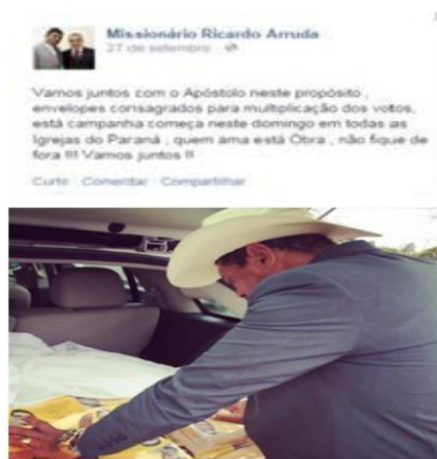 Missionário Ricardo Arruda
27 de setembro
Vamos juntos com o Apóstolo neste propósito ,
envelopes consagrados para multiplicação dos votos,
está campanha começa neste domingo em todas as
Igrejas do Paraná , quem ama está Obra , não fique de
fora !!! Vamos juntos !!
Curtir Comentar Compartilhar